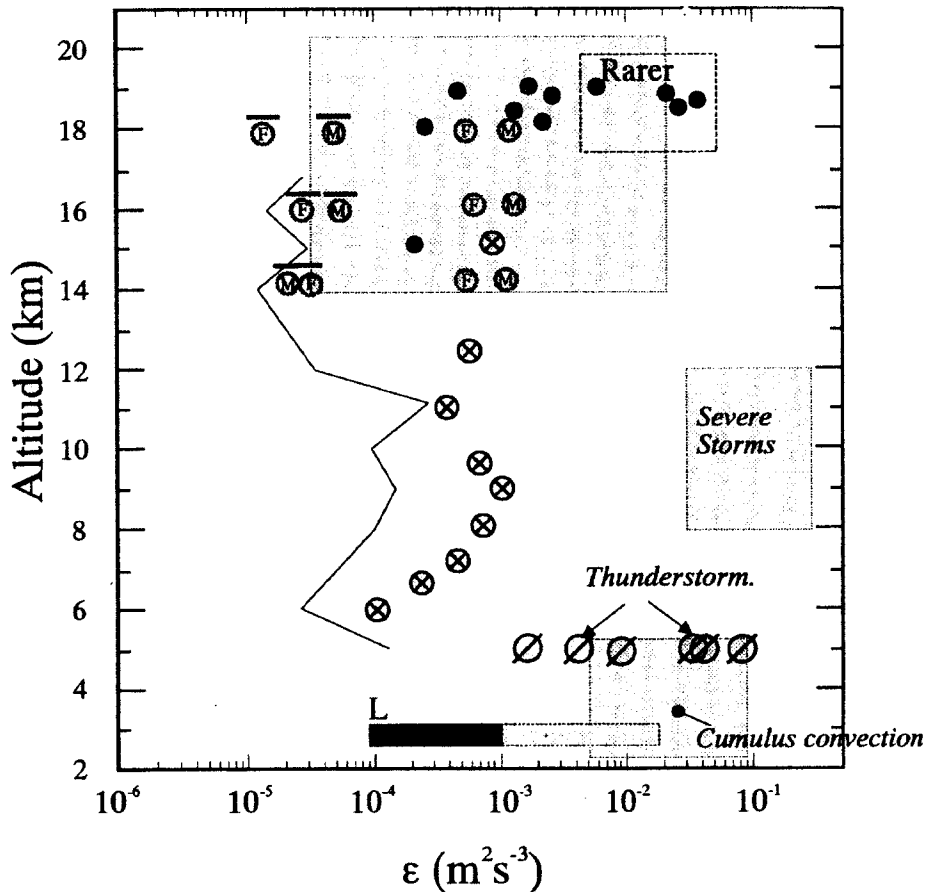 20
Rarer
18
F
M
F
M
16
F
M
F
M
14
M
F
F
M
12
Severe
Storms
10
8
Thunderstorm.
6
4
L
Cumulus convection
2
10-6
10-5
10-4
10-3
10-2
10-1
Altitude (km)
ε (m2s-3)